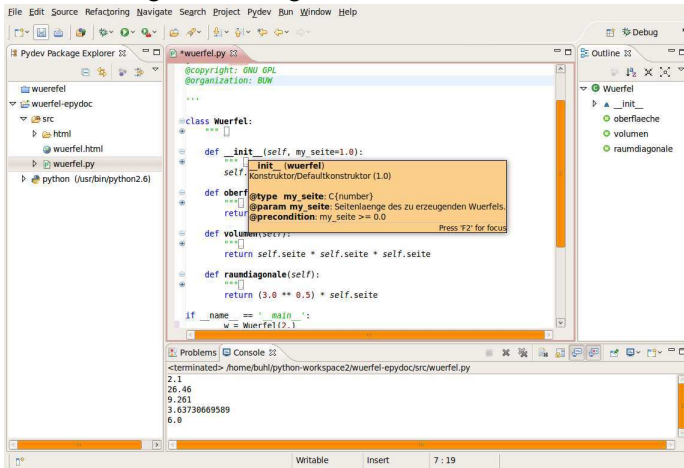 File Edit Source Refactoring Navigate Search Project Pydev Run Window Help
Debug
Pydev Package Explorer
*wuerfel.py
Outline
wuerefel
wuerfel-epydoc
src
html
wuerfel.html
wuerfel.py
python (/usr/bin/python2.6)
@copyright: GNU GPL
@organization: BUW
'''
class Wuerfel:
"""
def __init__(self, my_seite=1.0):
"""
self.
__init__(wuerfel)
Konstruktor/Defaultkonstruktor (1.0)
@type my_seite: C{number}
@param my_seite: Seitenlaenge des zu erzeugenden Wuerfels.
@precondition: my_seite >= 0.0
Press 'F2' for focus
def oberf
"""
retur
def volumen(self):
"""
return self.seite * self.seite * self.seite
def raumdiagonale(self):
"""
return (3.0 ** 0.5) * self.seite
if __name__ == '__main__':
w = Wuerfel(2.)
Wuerfel
__init__
oberflaeche
volumen
raumdiagonale
Problems Console
<terminated> /home/buhl/python-workspace2/wuerfel-epydoc/src/wuerfel.py
2.1
26.46
9.261
3.63730669589
6.0
Writable Insert 7 : 19